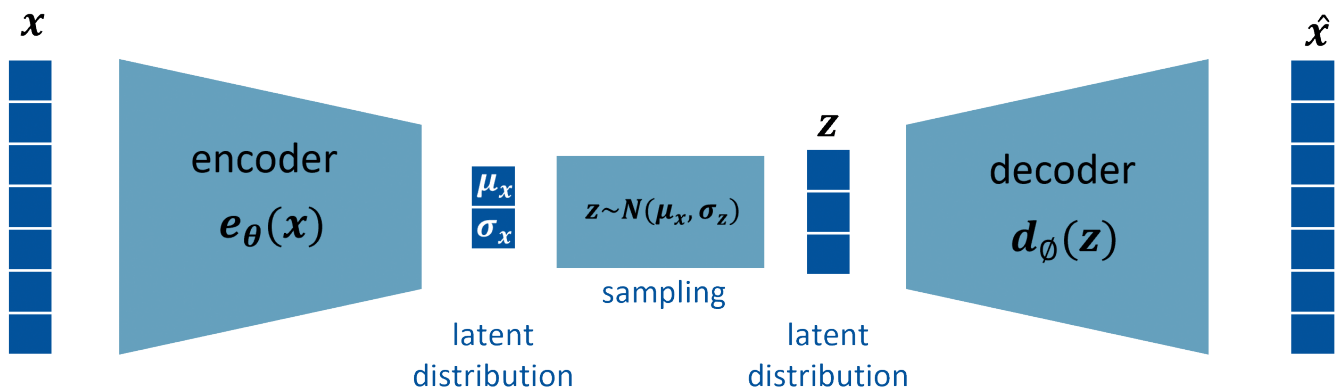 x
encoder
e_θ(x)
μ_x
σ_x
z~N(μ_x, σ_z)
sampling
latent
distribution
z
latent
distribution
decoder
d_∅(z)
x̂